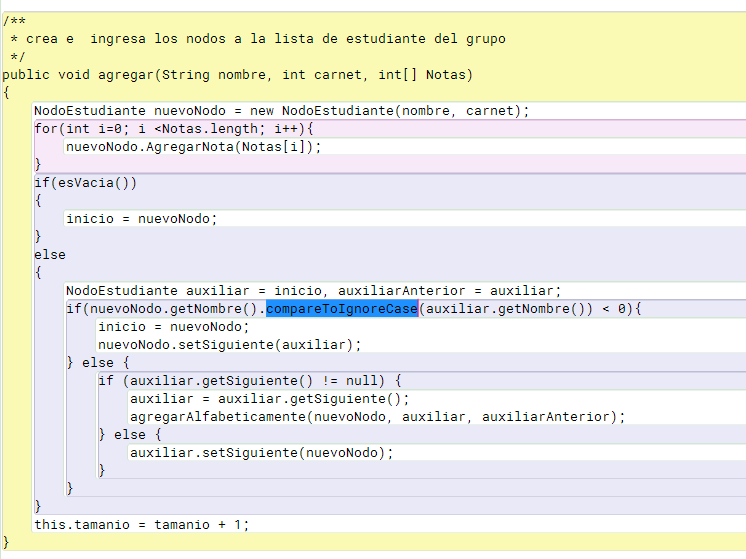 /**
 * crea e  ingresa los nodos a la lista de estudiante del grupo
 */
public void agregar(String nombre, int carnet, int[] Notas)
{
    NodoEstudiante nuevoNodo = new NodoEstudiante(nombre, carnet);
    for(int i=0; i <Notas.length; i++){
        nuevoNodo.AgregarNota(Notas[i]);
    }
    if(esVacia())
    {
        inicio = nuevoNodo;
    }
    else
    {
        NodoEstudiante auxiliar = inicio, auxiliarAnterior = auxiliar;
        if(nuevoNodo.getNombre().compareToIgnoreCase(auxiliar.getNombre()) < 0){
            inicio = nuevoNodo;
            nuevoNodo.setSiguiente(auxiliar);
        } else {
            if (auxiliar.getSiguiente() != null) {
                auxiliar = auxiliar.getSiguiente();
                agregarAlfabeticamente(nuevoNodo, auxiliar, auxiliarAnterior);
            } else {
                auxiliar.setSiguiente(nuevoNodo);
            }
        }
    }
    this.tamanio = tamanio + 1;
}